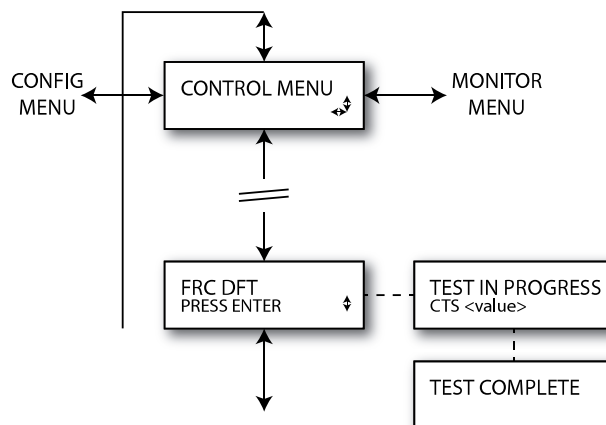 CONTROL MENU
CONFIG
MENU
MONITOR
MENU
FRC DFT
PRESS ENTER
TEST IN PROGRESS
CTS <value>
TEST COMPLETE